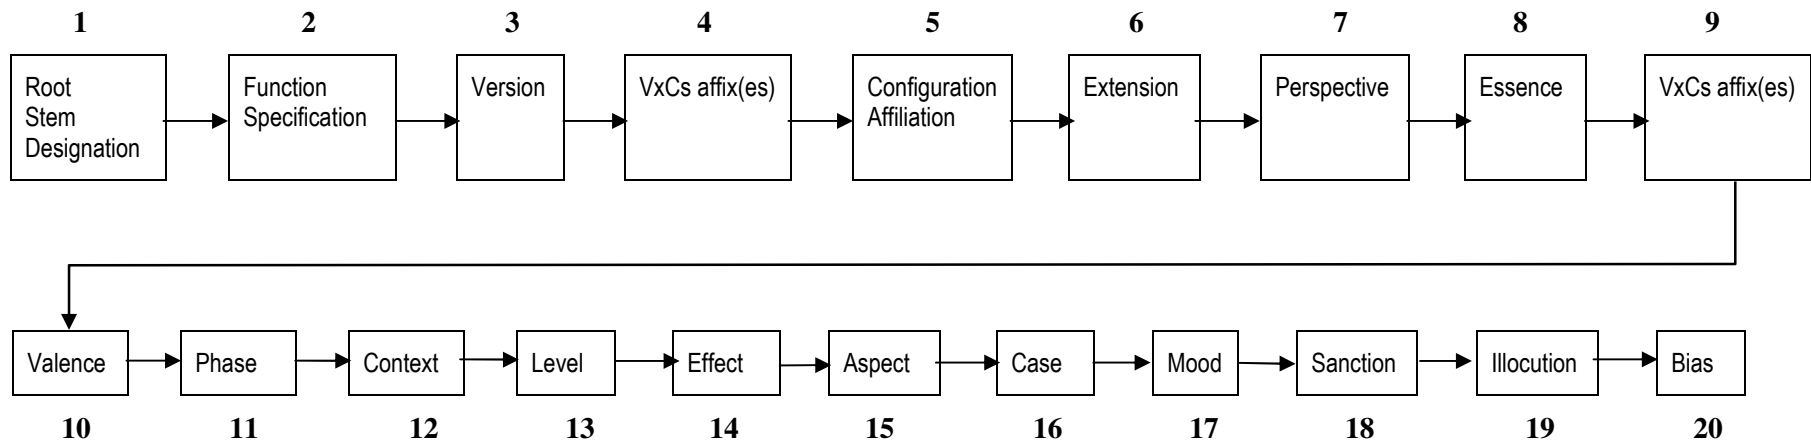 1 2 3 4 5 6 7 8 9
Root Function Version VxCs affix(es) Configuration Extension Perspective Essence VxCs affix(es)
Stem Specification Affiliation
Designation
Valence Phase Context Level Effect Aspect Case Mood Sanction Illocution Bias
10 11 12 13 14 15 16 17 18 19 20